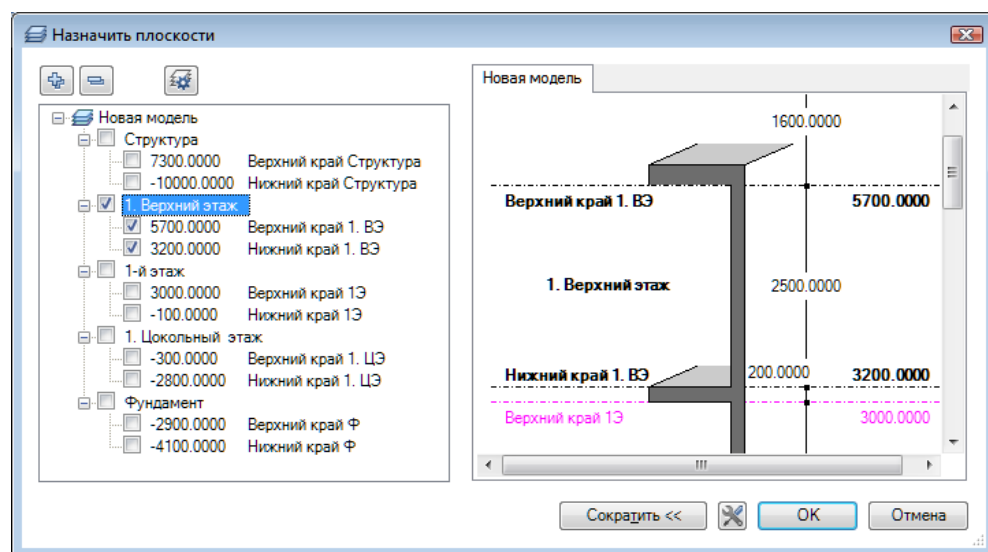 Назначить плоскости
Новая модель
Структура
7300.0000 Верхний край Структура
-10000.0000 Нижний край Структура
1. Верхний этаж
5700.0000 Верхний край 1. ВЭ
3200.0000 Нижний край 1. ВЭ
1-й этаж
3000.0000 Верхний край 1Э
-100.0000 Нижний край 1Э
1. Цокольный этаж
-300.0000 Верхний край 1. ЦЭ
-2800.0000 Нижний край 1. ЦЭ
Фундамент
-2900.0000 Верхний край Ф
-4100.0000 Нижний край Ф
Новая модель
1600.0000
Верхний край 1. ВЭ 5700.0000
1. Верхний этаж 2500.0000
Нижний край 1. ВЭ 200.0000 3200.0000
Верхний край 1Э 3000.0000
Сократить << OK Отмена